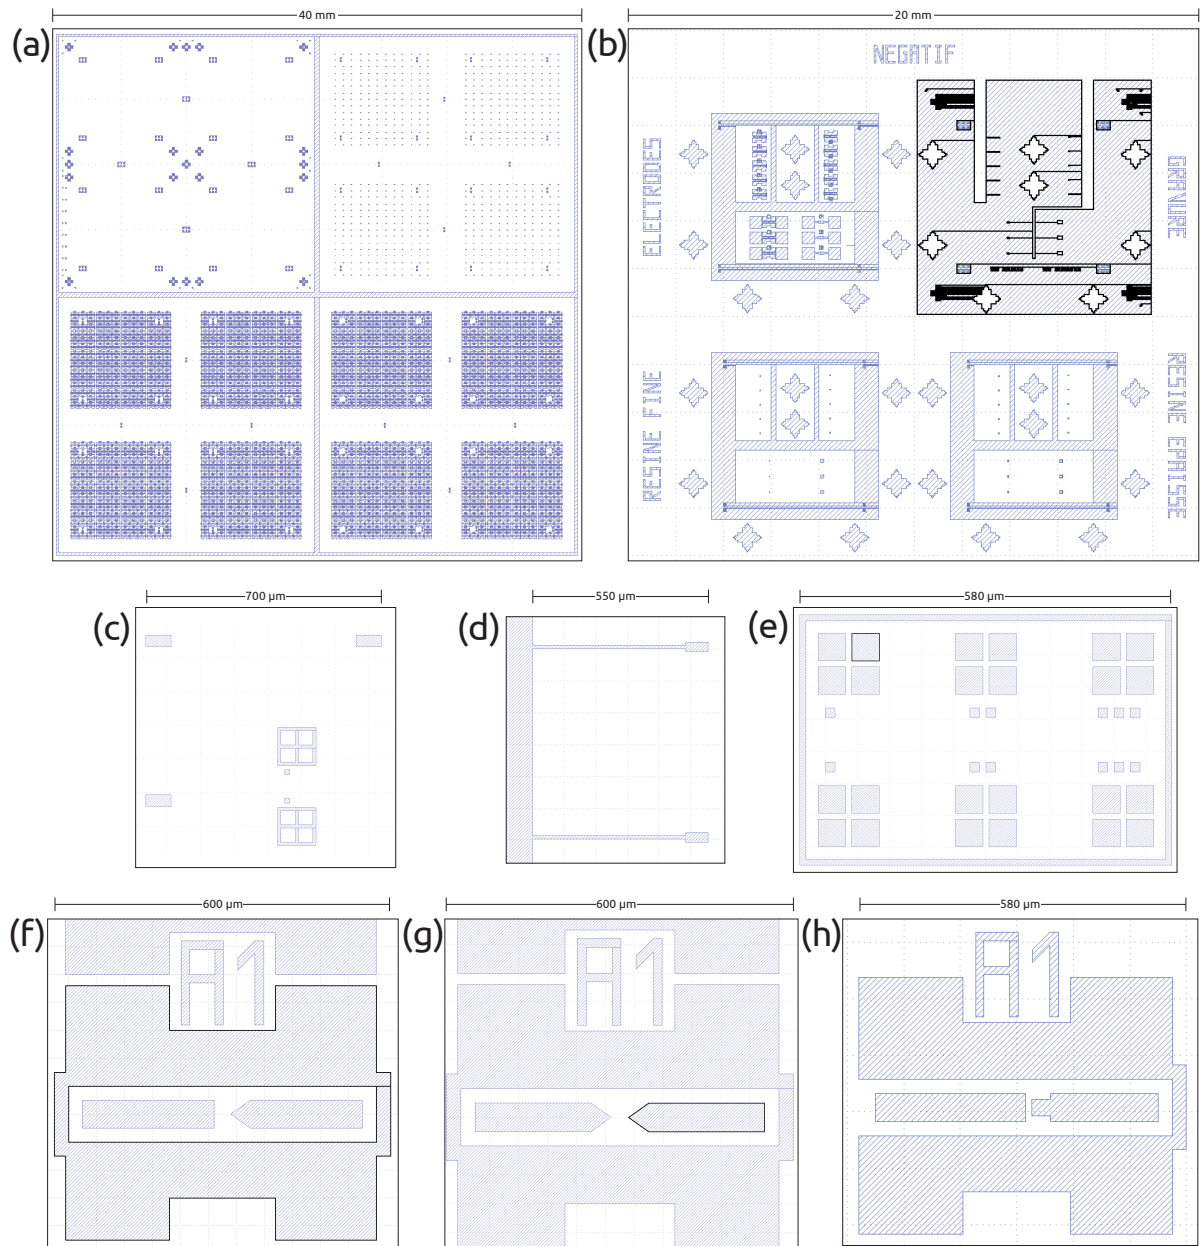 40 mm
20 mm
(a)
(b)
NEGATIF
ELECTRODES
GRAVURE
RESINE FINE
RESINE EPAISSE
700 µm
550 µm
580 µm
(c)
(d)
(e)
600 µm
600 µm
580 µm
(f)
(g)
(h)
A1
A1
A1